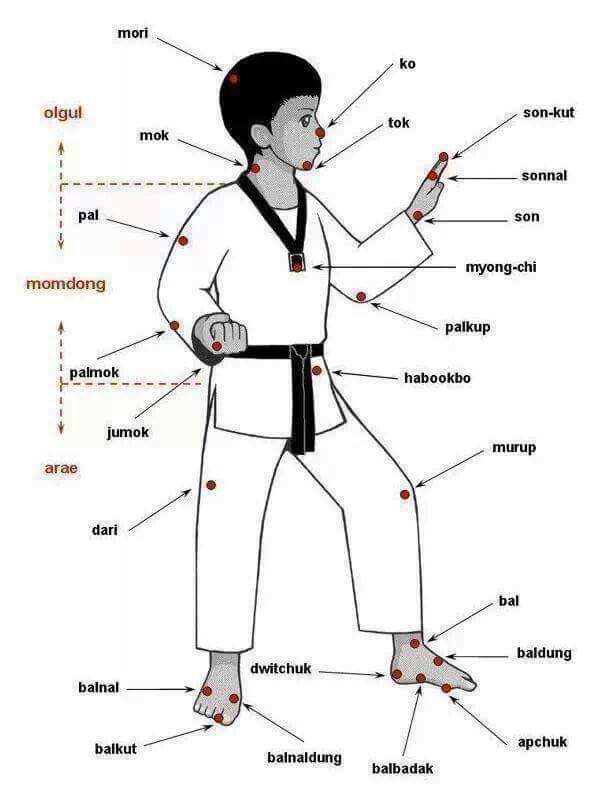 mori
ko
olgul
son-kut
tok
mok
sonnal
pal
son
myong-chi
momdong
palkup
palmok
habookbo
jumok
murup
arae
dari
bal
baldung
dwitchuk
balnal
apchuk
balkut
balnaldung
balbadak